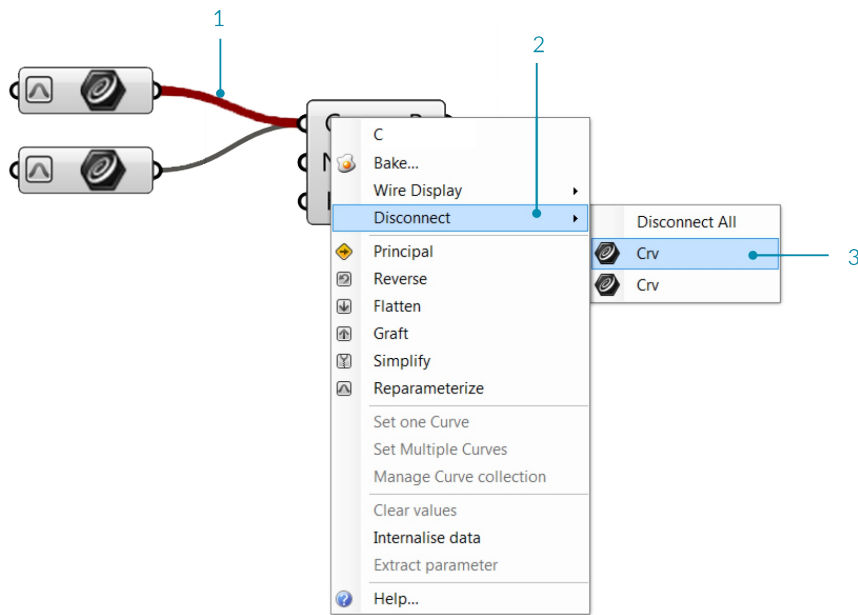 1
2
C
Bake...
Wire Display
Disconnect
Disconnect All
Crv
3
Crv
Principal
Reverse
Flatten
Graft
Simplify
Reparameterize
Set one Curve
Set Multiple Curves
Manage Curve collection
Clear values
Internalise data
Extract parameter
Help...